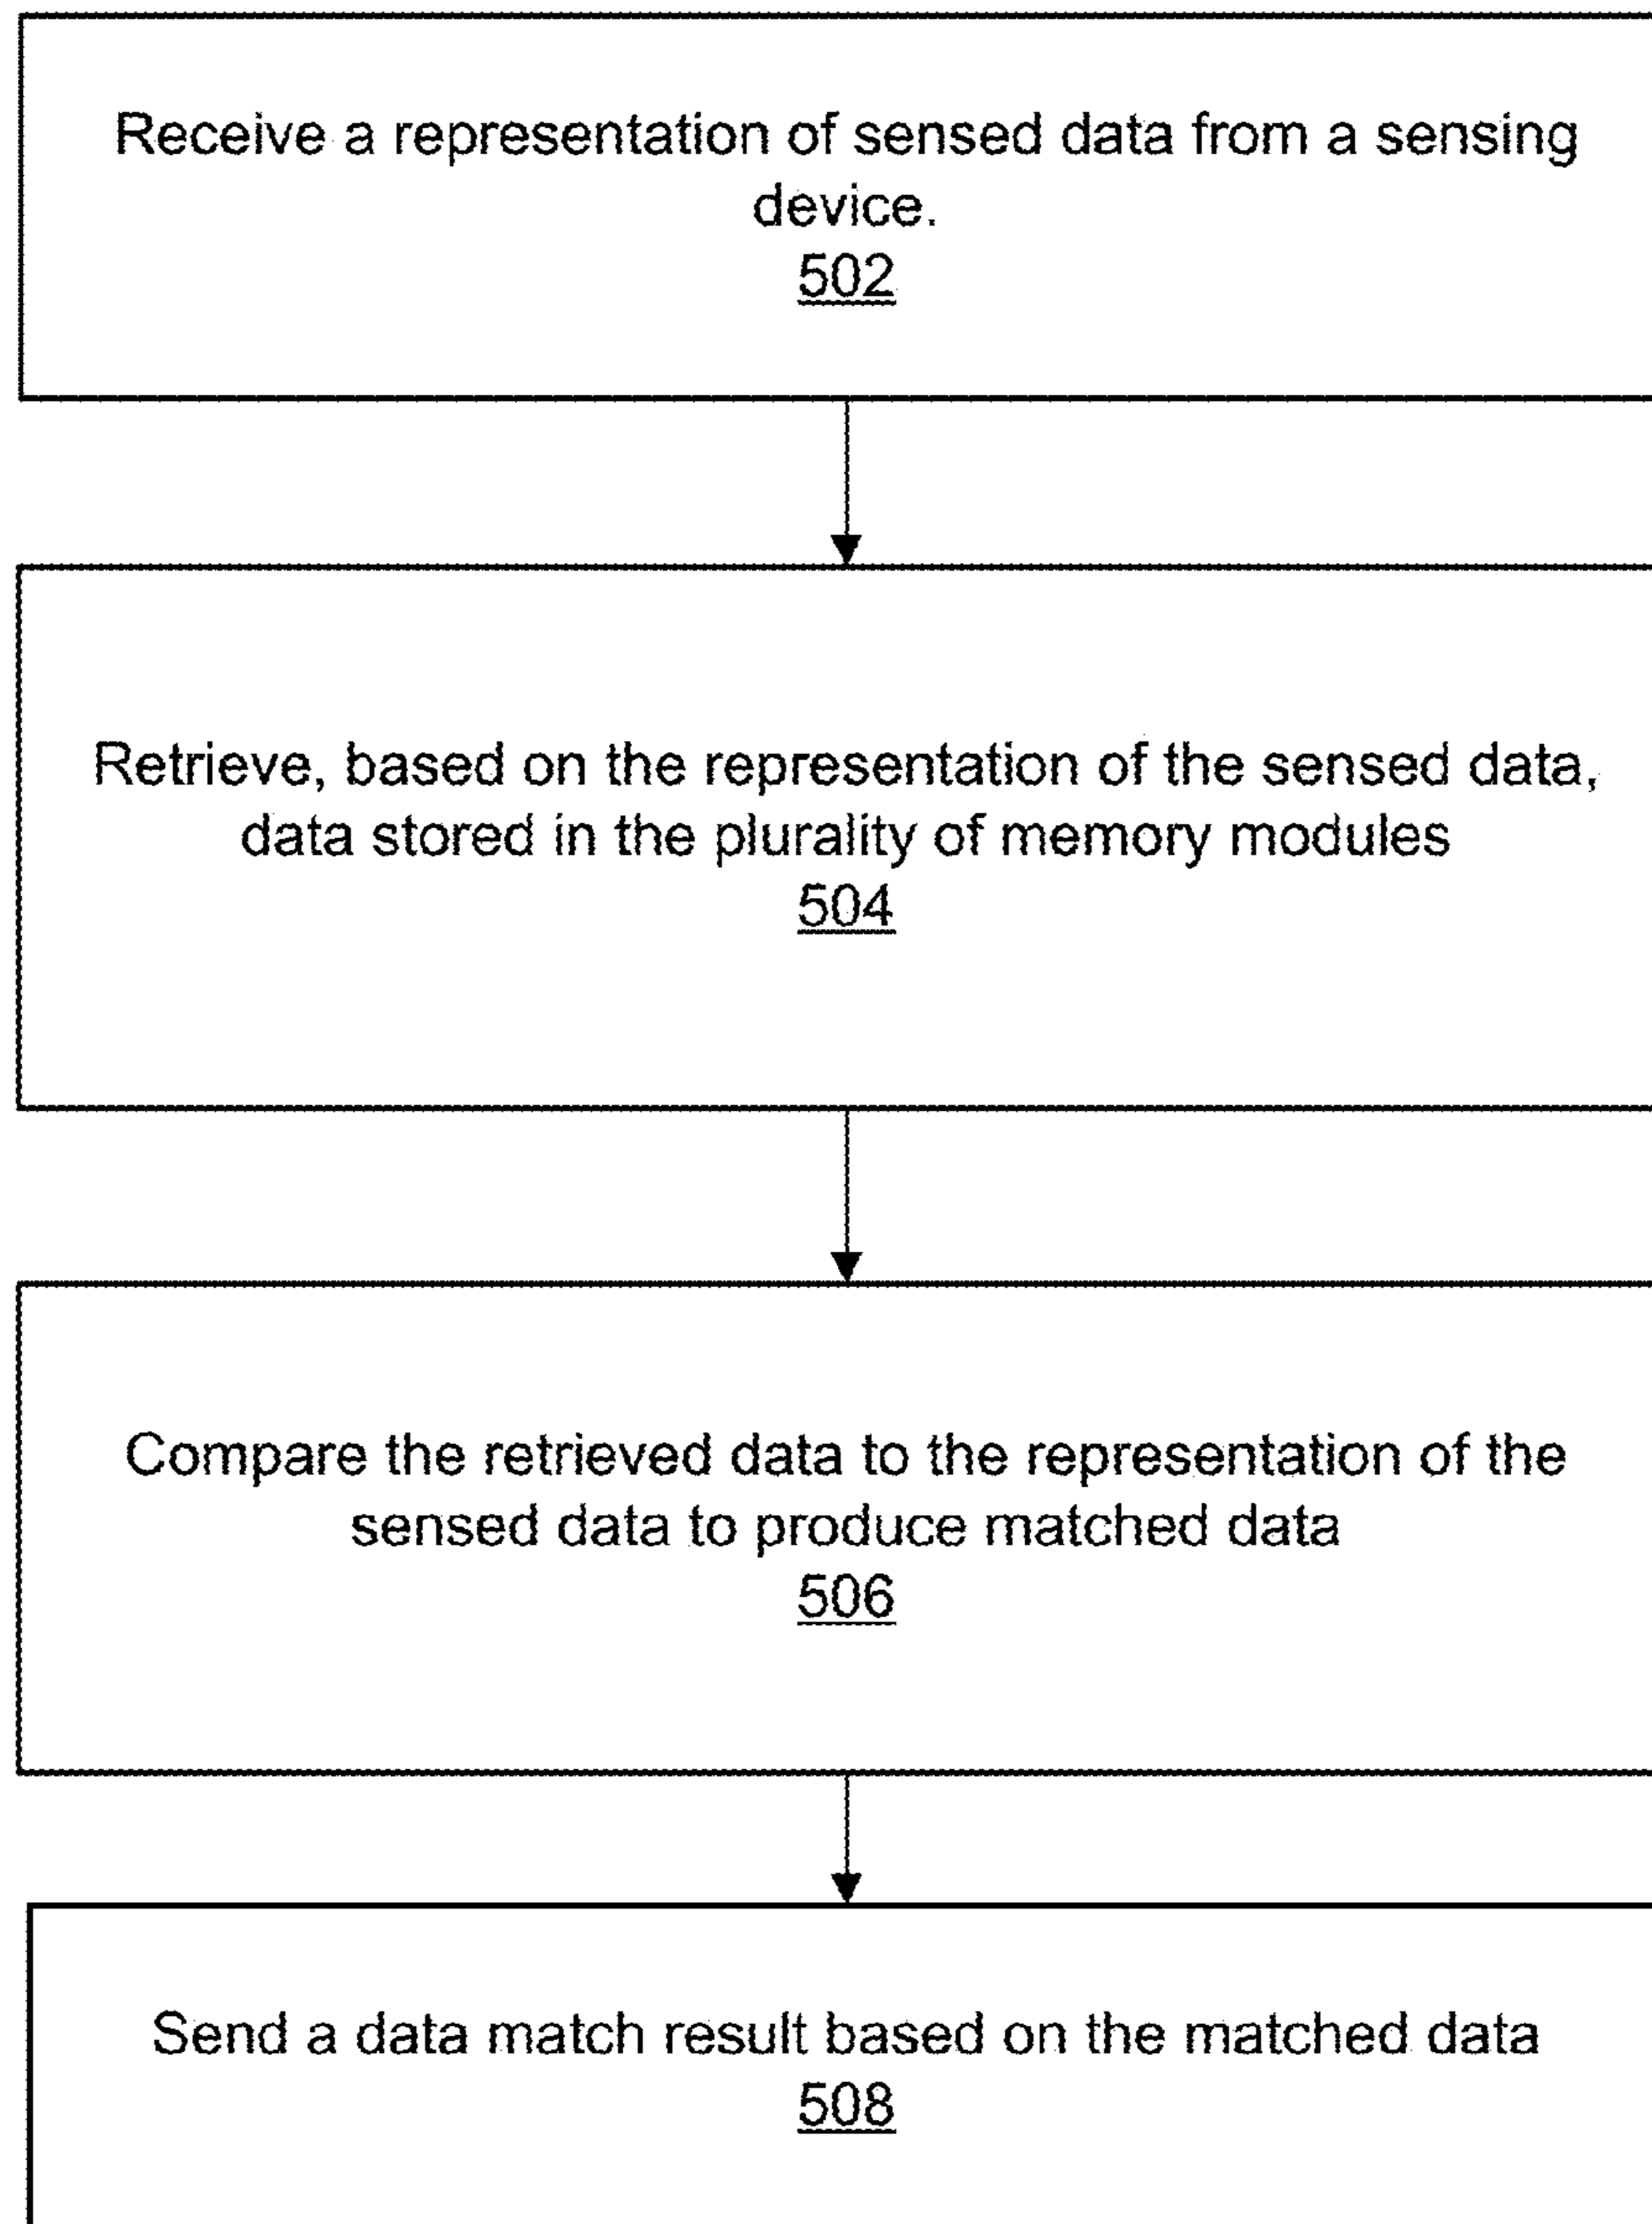 Receive a representation of sensed data from a sensing
device.
502
Retrieve, based on the representation of the sensed data,
data stored in the plurality of memory modules
504
Compare the retrieved data to the representation of the
sensed data to produce matched data
506
Send a data match result based on the matched data
508